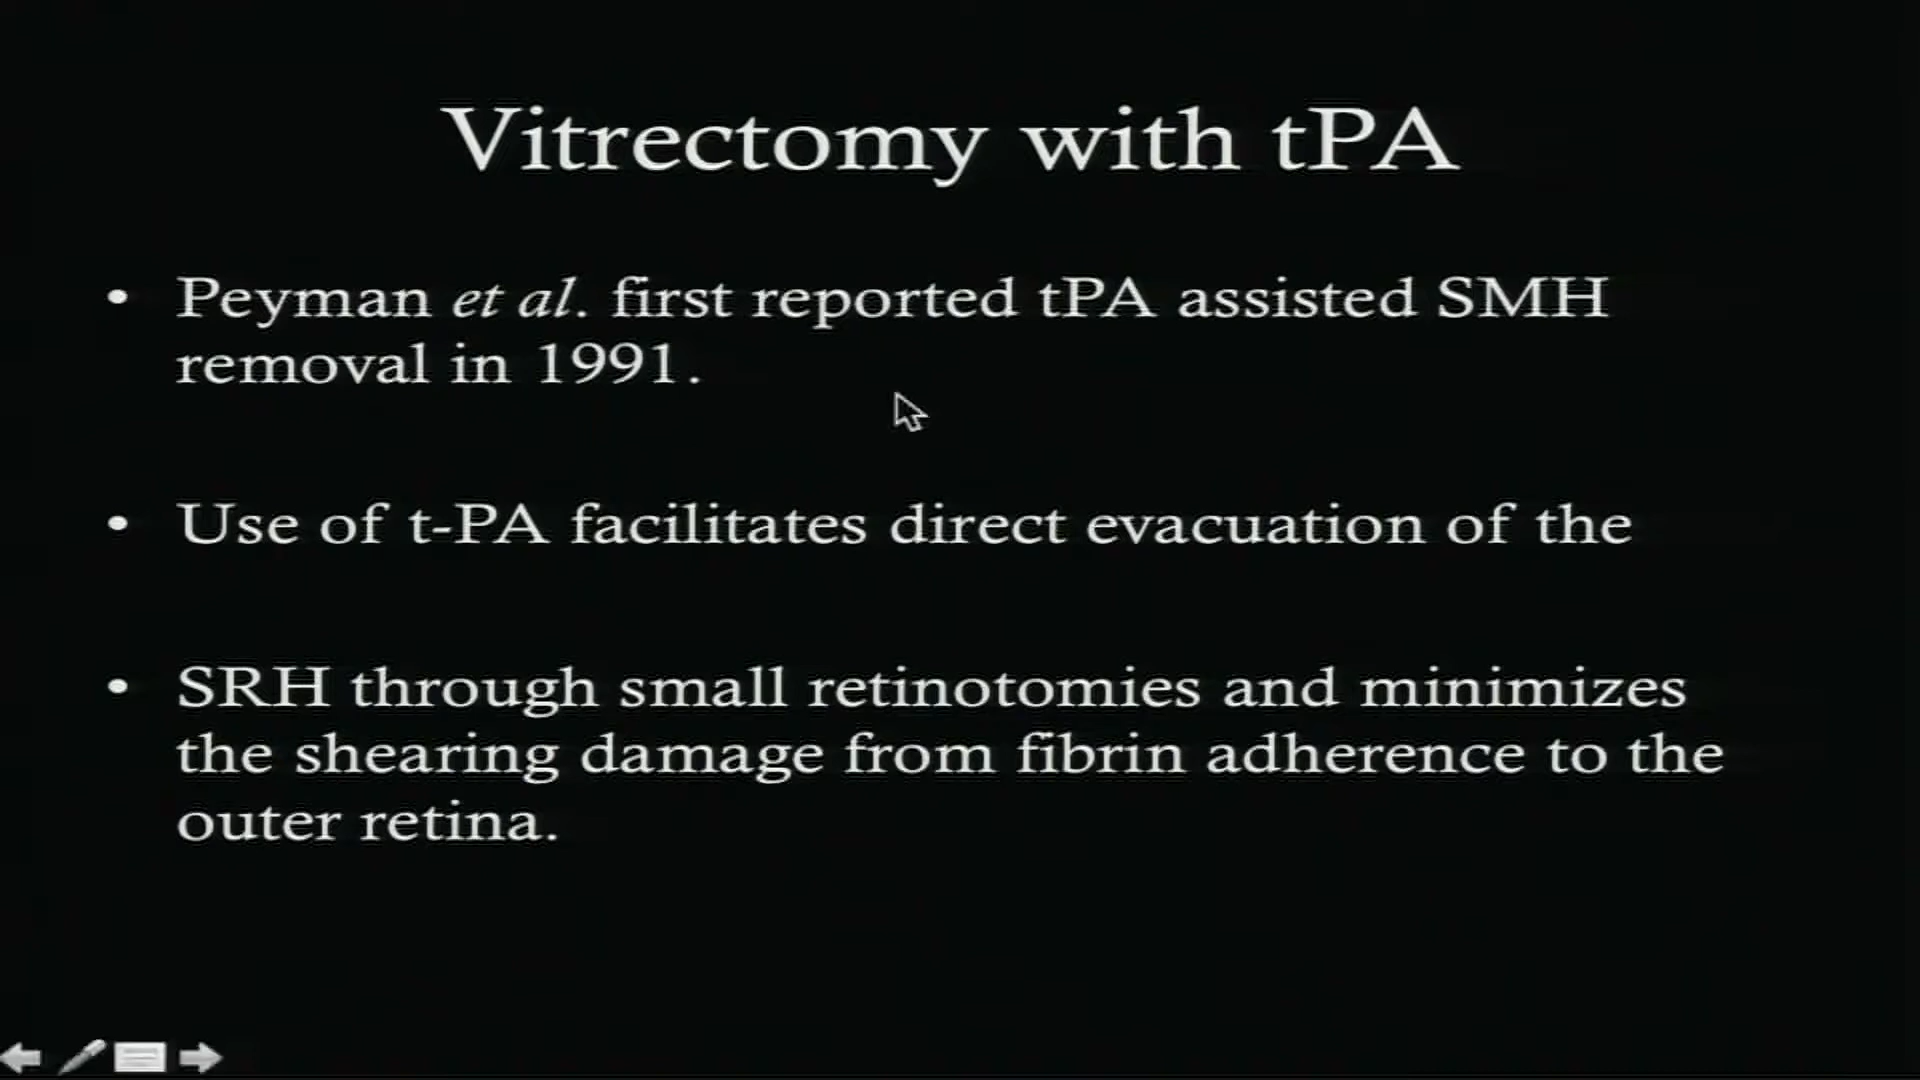 Vitrectomy with tPA
• Peyman et al. first reported tPA assisted SMH
removal in 1991.
• Use of t-PA facilitates direct evacuation of the
• SRH through small retinotomies and minimizes
the shearing damage from fibrin adherence to the
outer retina.